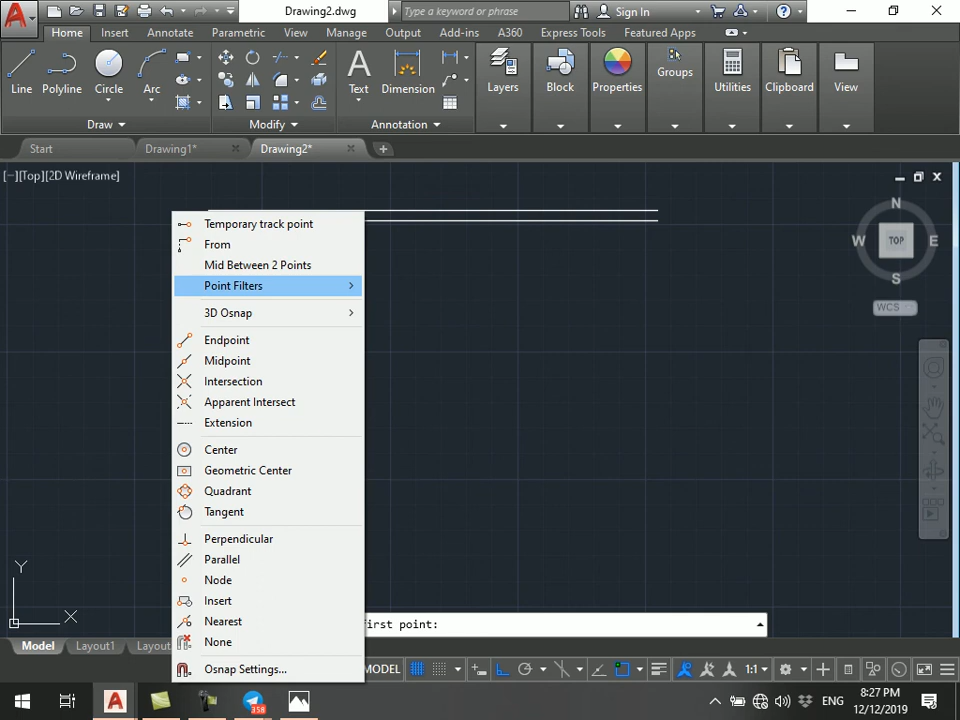 Drawing2.dwg
Type a keyword or phrase
Sign In
Home
Insert
Annotate
Parametric
View
Manage
Output
Add-ins
A360
Express Tools
Featured Apps
Line
Polyline
Circle
Arc
Text
Dimension
Layers
Block
Properties
Groups
Utilities
Clipboard
View
Draw
Modify
Annotation
Start
Drawing1*
Drawing2*
[−][Top][2D Wireframe]
N
W
TOP
E
S
WCS
Temporary track point
From
Mid Between 2 Points
Point Filters
3D Osnap
Endpoint
Midpoint
Intersection
Apparent Intersect
Extension
Center
Geometric Center
Quadrant
Tangent
Perpendicular
Parallel
Node
Insert
Nearest
None
Osnap Settings...
Y
X
first point:
Model
Layout1
Layout
MODEL
1:1
A
358
ENG
8:27 PM
12/12/2019